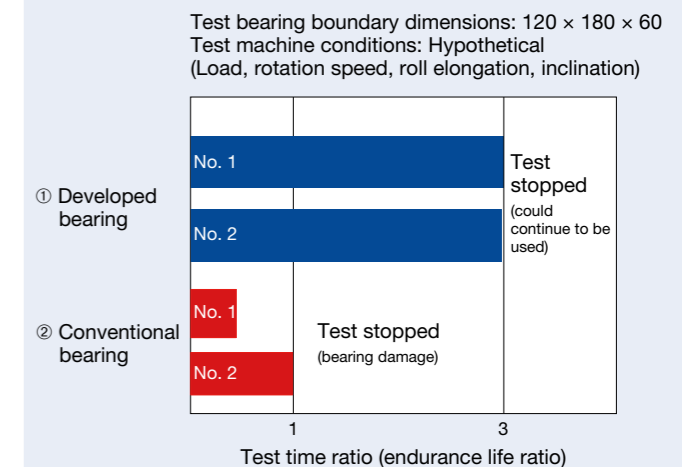 Test bearing boundary dimensions: 120 × 180 × 60
Test machine conditions: Hypothetical
(Load, rotation speed, roll elongation, inclination)
① Developed
bearing
No. 1
No. 2
Test
stopped
(could
continue to be
used)
② Conventional
bearing
No. 1
No. 2
Test stopped
(bearing damage)
1
3
Test time ratio (endurance life ratio)